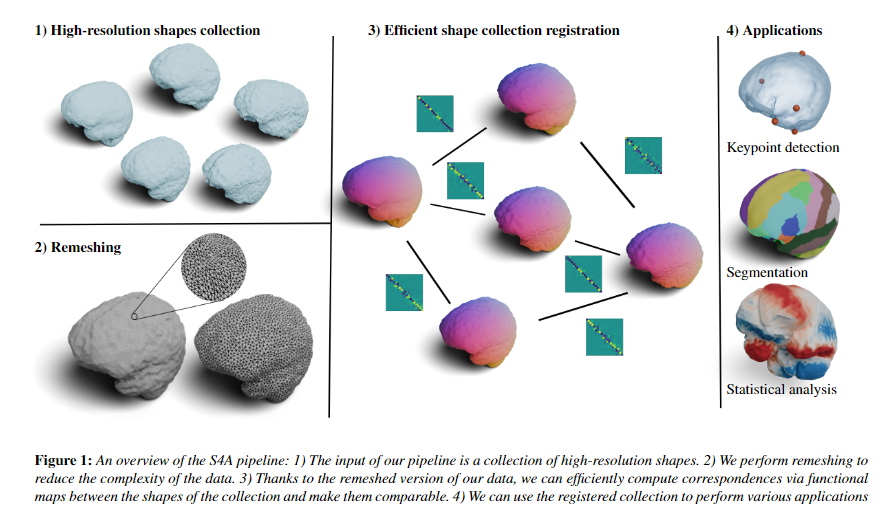 1) High-resolution shapes collection
2) Remeshing
3) Efficient shape collection registration
4) Applications
Keypoint detection
Segmentation
Statistical analysis
Figure 1: An overview of the S4A pipeline: 1) The input of our pipeline is a collection of high-resolution shapes. 2) We perform remeshing to
reduce the complexity of the data. 3) Thanks to the remeshed version of our data, we can efficiently compute correspondences via functional
maps between the shapes of the collection and make them comparable. 4) We can use the registered collection to perform various applications